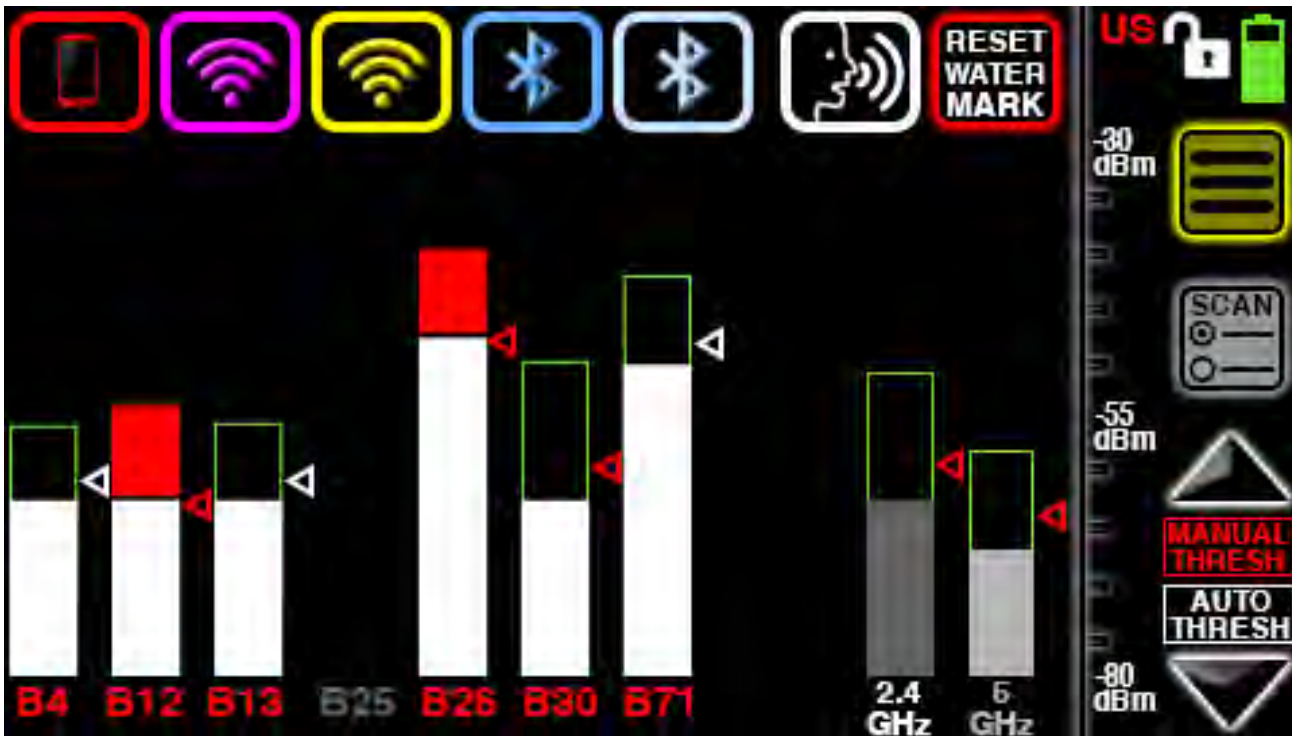 RESET
WATER
MARK
US
-30
dBm
SCAN
-55
dBm
MANUAL
THRESH
AUTO
THRESH
-80
dBm
B4 B12 B13 B25 B26 B30 B71
2.4
GHz
5
GHz